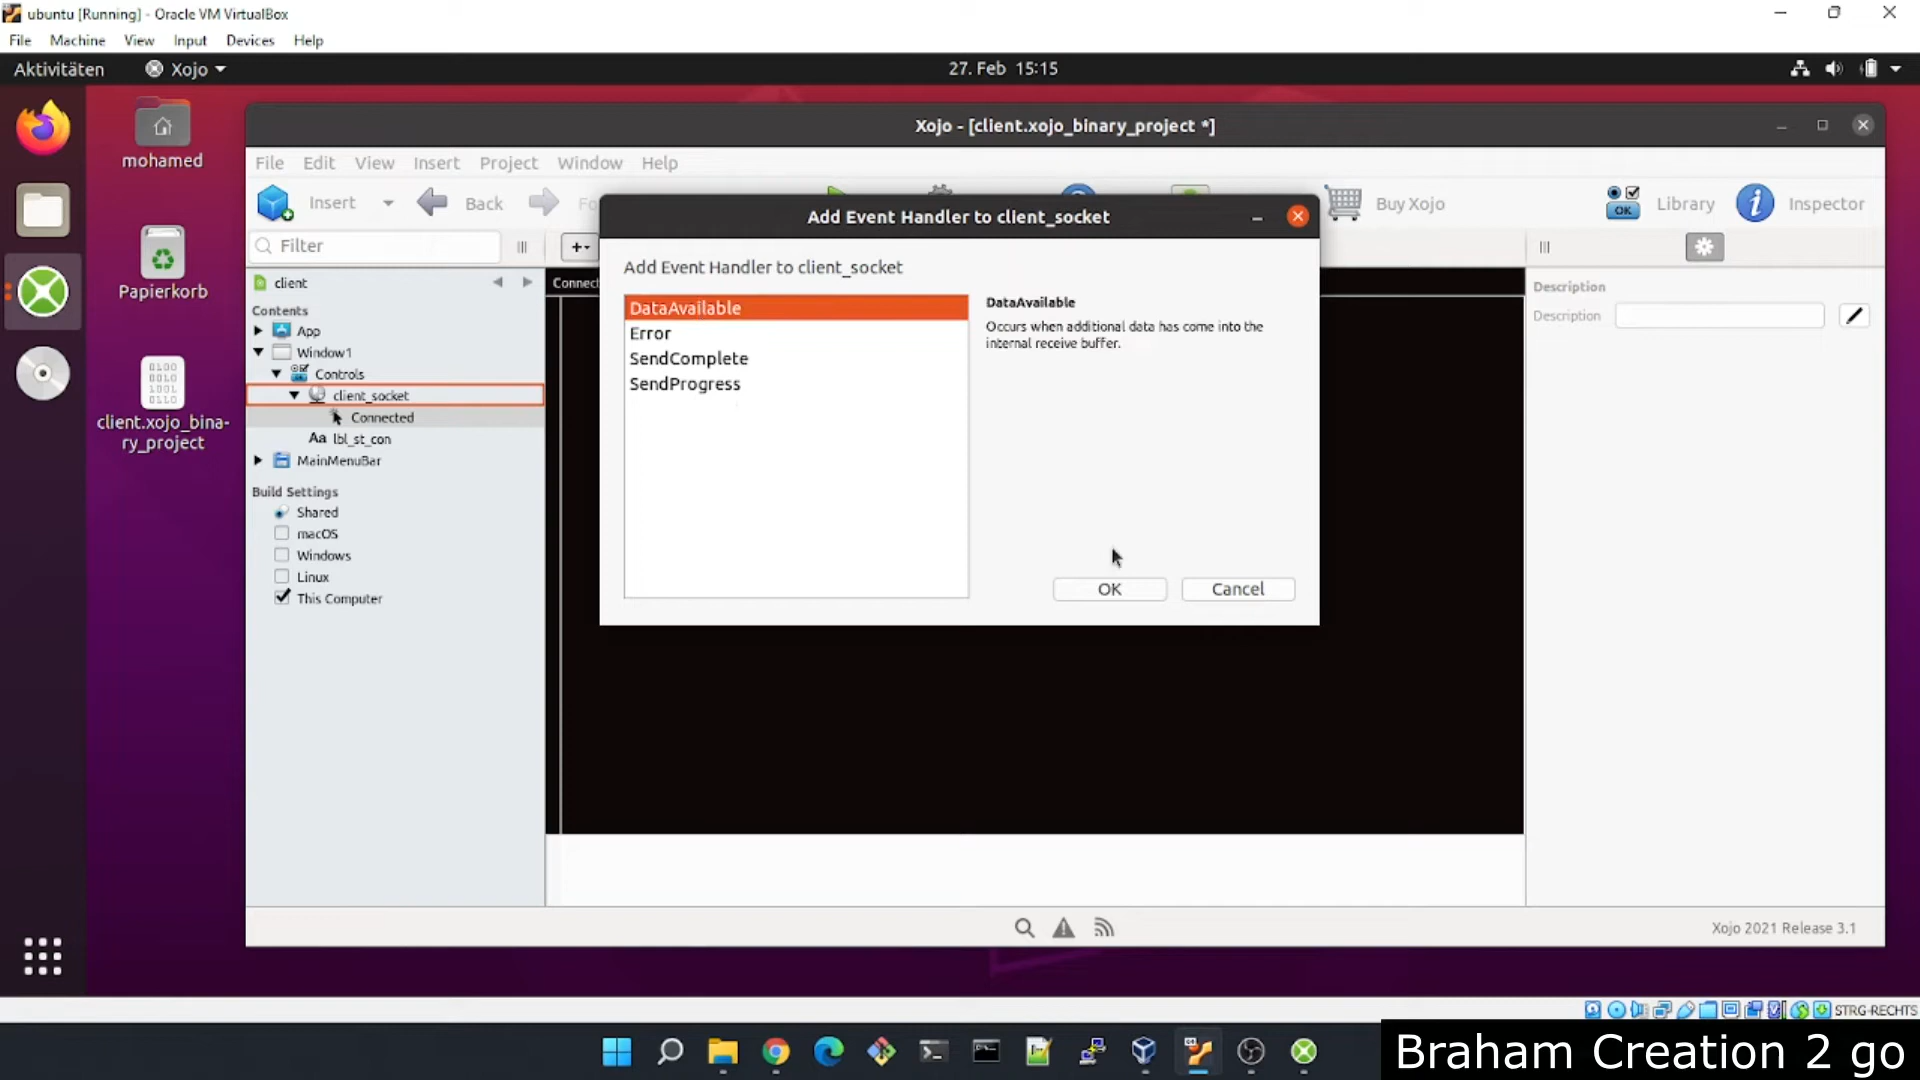 ubuntu [Running] - Oracle VM VirtualBox
File Machine View Input Devices Help
Aktivitäten Xojo 27. Feb 15:15
Xojo - [client.xojo_binary_project *]
mohamed
File Edit View Insert Project Window Help
Insert Back Fo Buy Xojo OK Library Inspector
Add Event Handler to client_socket
Filter
Add Event Handler to client_socket
Papierkorb
client
Connect
Description
Contents
DataAvailable
DataAvailable
Description
App
Occurs when additional data has come into the
internal receive buffer.
Error
Window1
SendComplete
Controls
SendProgress
client_socket
Connected
client.xojo_bina-
ry_project
Aa lbl_st_con
MainMenuBar
Build Settings
Shared
macOS
Windows
Linux
This Computer
OK Cancel
Xojo 2021 Release 3.1
STRG-RECHTS
Braham Creation 2 go